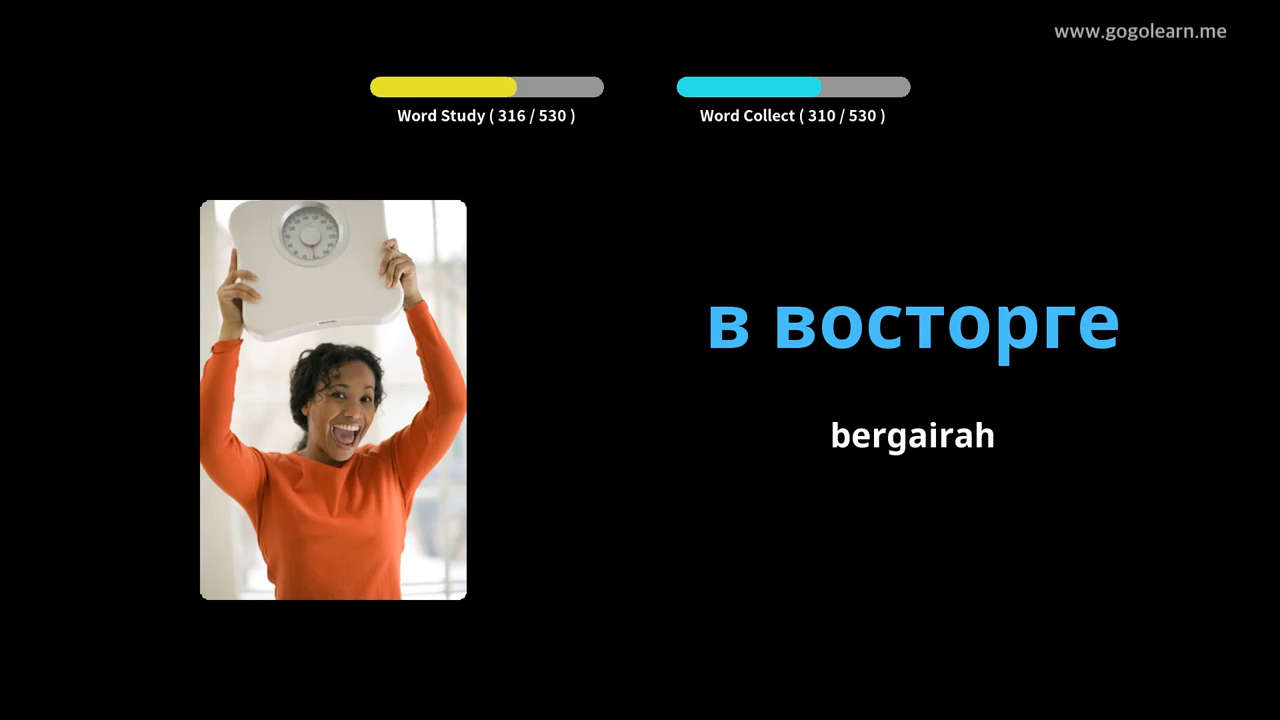 www.gogolearn.me
Word Study ( 316 / 530 )
Word Collect ( 310 / 530 )
в восторге
bergairah